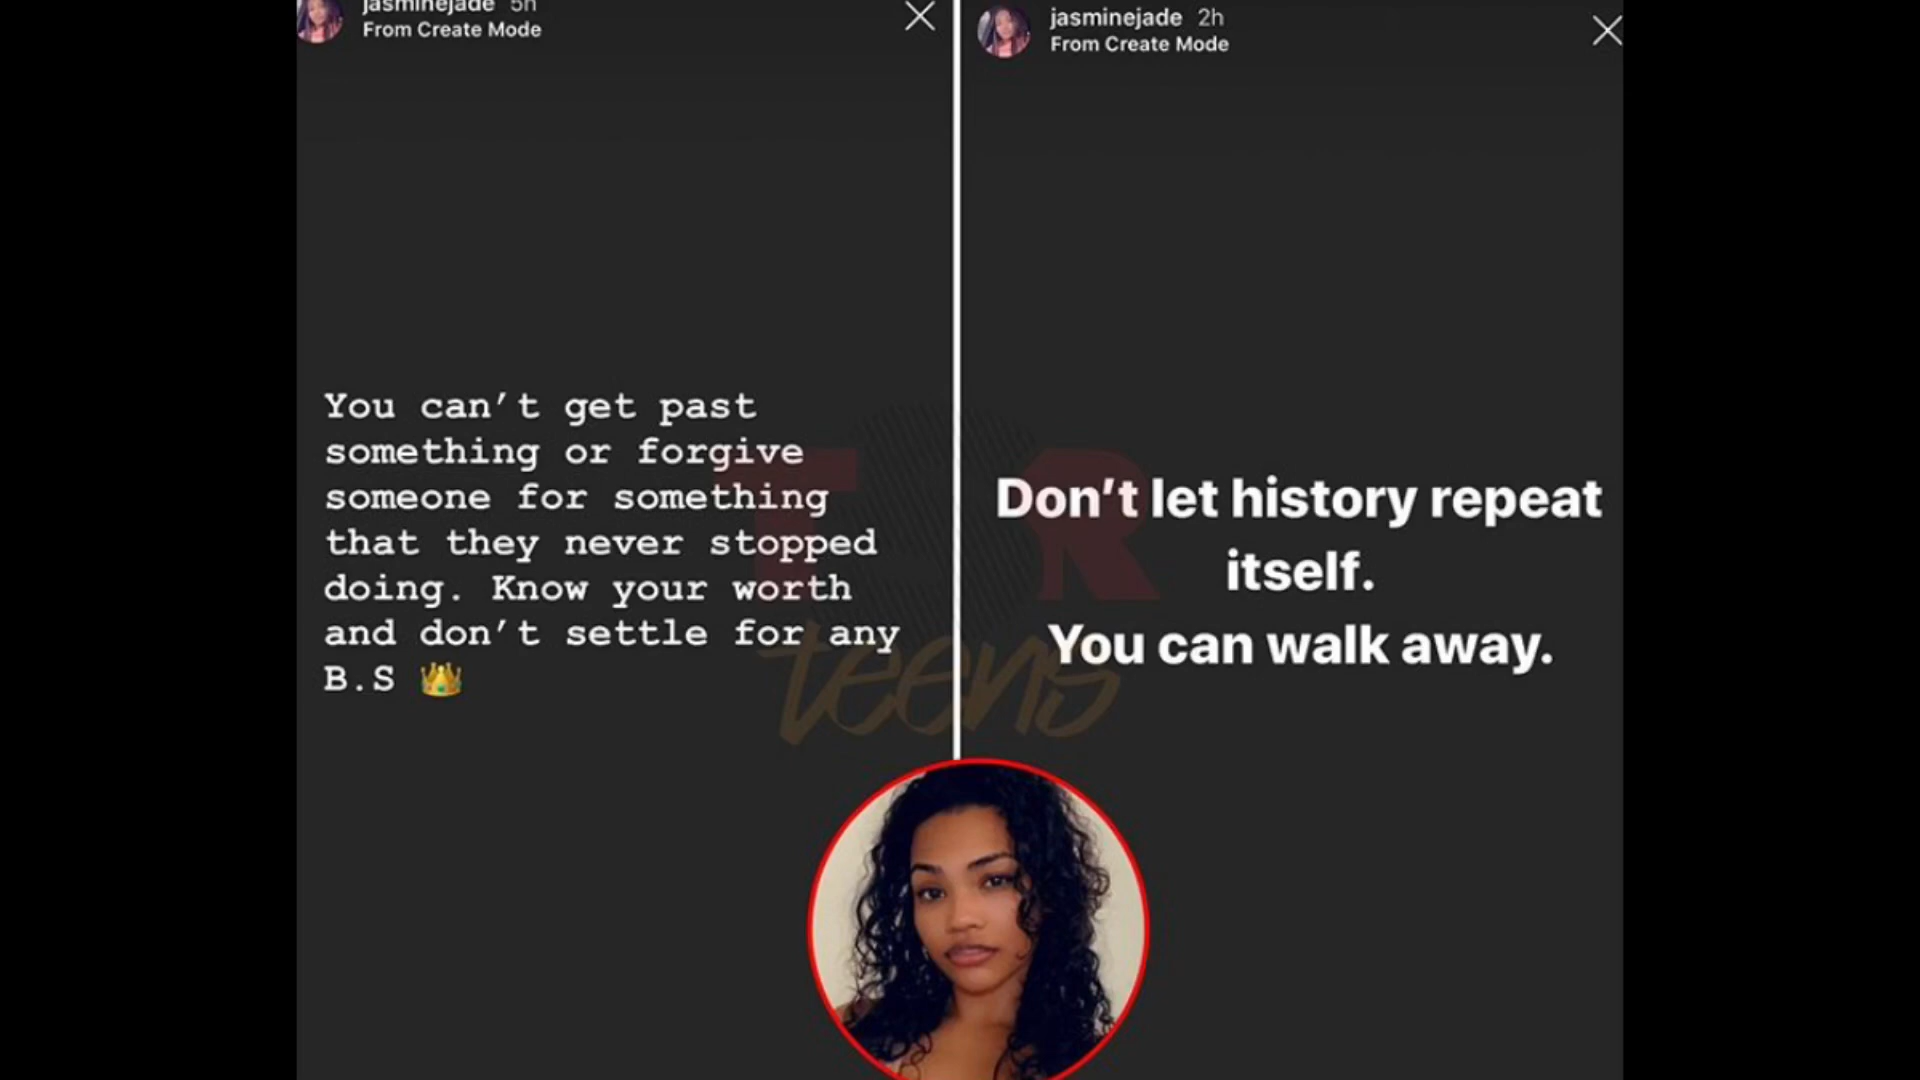 jasminejade 5h
From Create Mode
You can't get past
something or forgive
someone for something
that they never stopped
doing. Know your worth
and don't settle for any
B.S 👑
jasminejade 2h
From Create Mode
Don't let history repeat
itself.
You can walk away.
TSR
teens